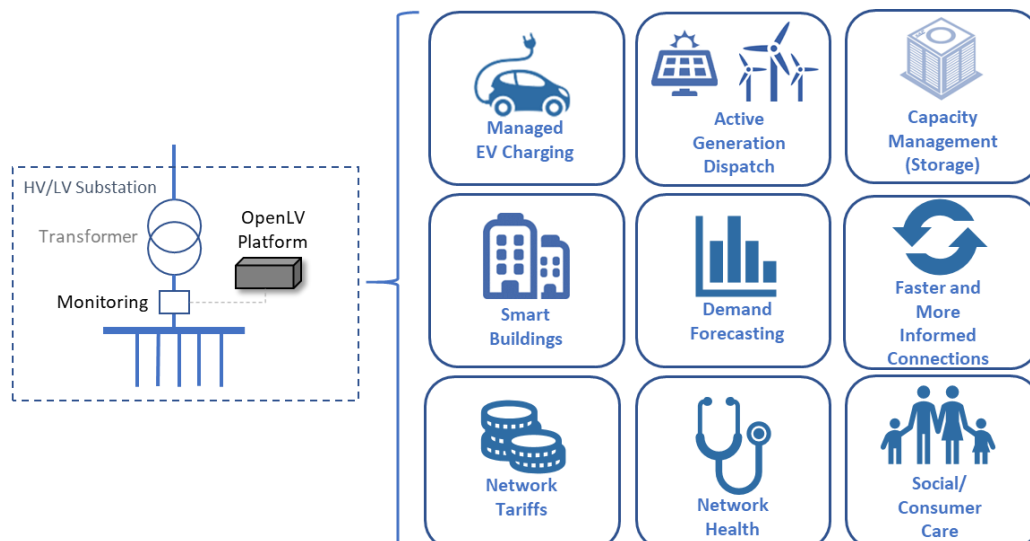 HV/LV Substation
Transformer
OpenLV
Platform
Monitoring
Managed
EV Charging
Active
Generation
Dispatch
Capacity
Management
(Storage)
Smart
Buildings
Demand
Forecasting
Faster and
More
Informed
Connections
Network
Tariffs
Network
Health
Social/
Consumer
Care